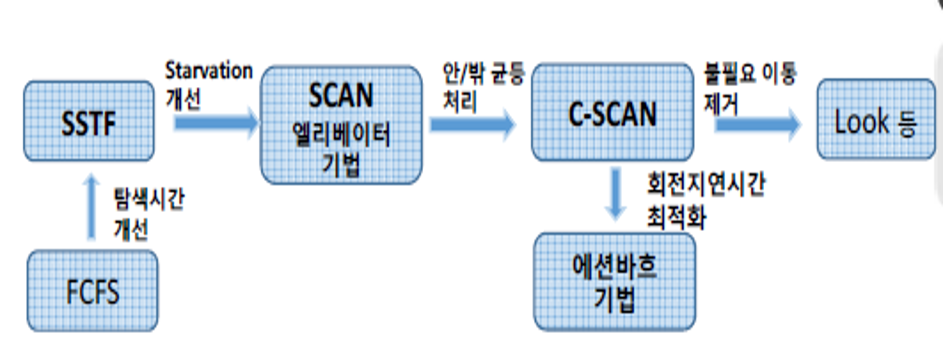 SSTF
Starvation
개선
SCAN
엘리베이터
기법
안/밖 균등
처리
C-SCAN
불필요 이동
제거
Look 등
탐색시간
개선
FCFS
회전지연시간
최적화
에션바흐
기법